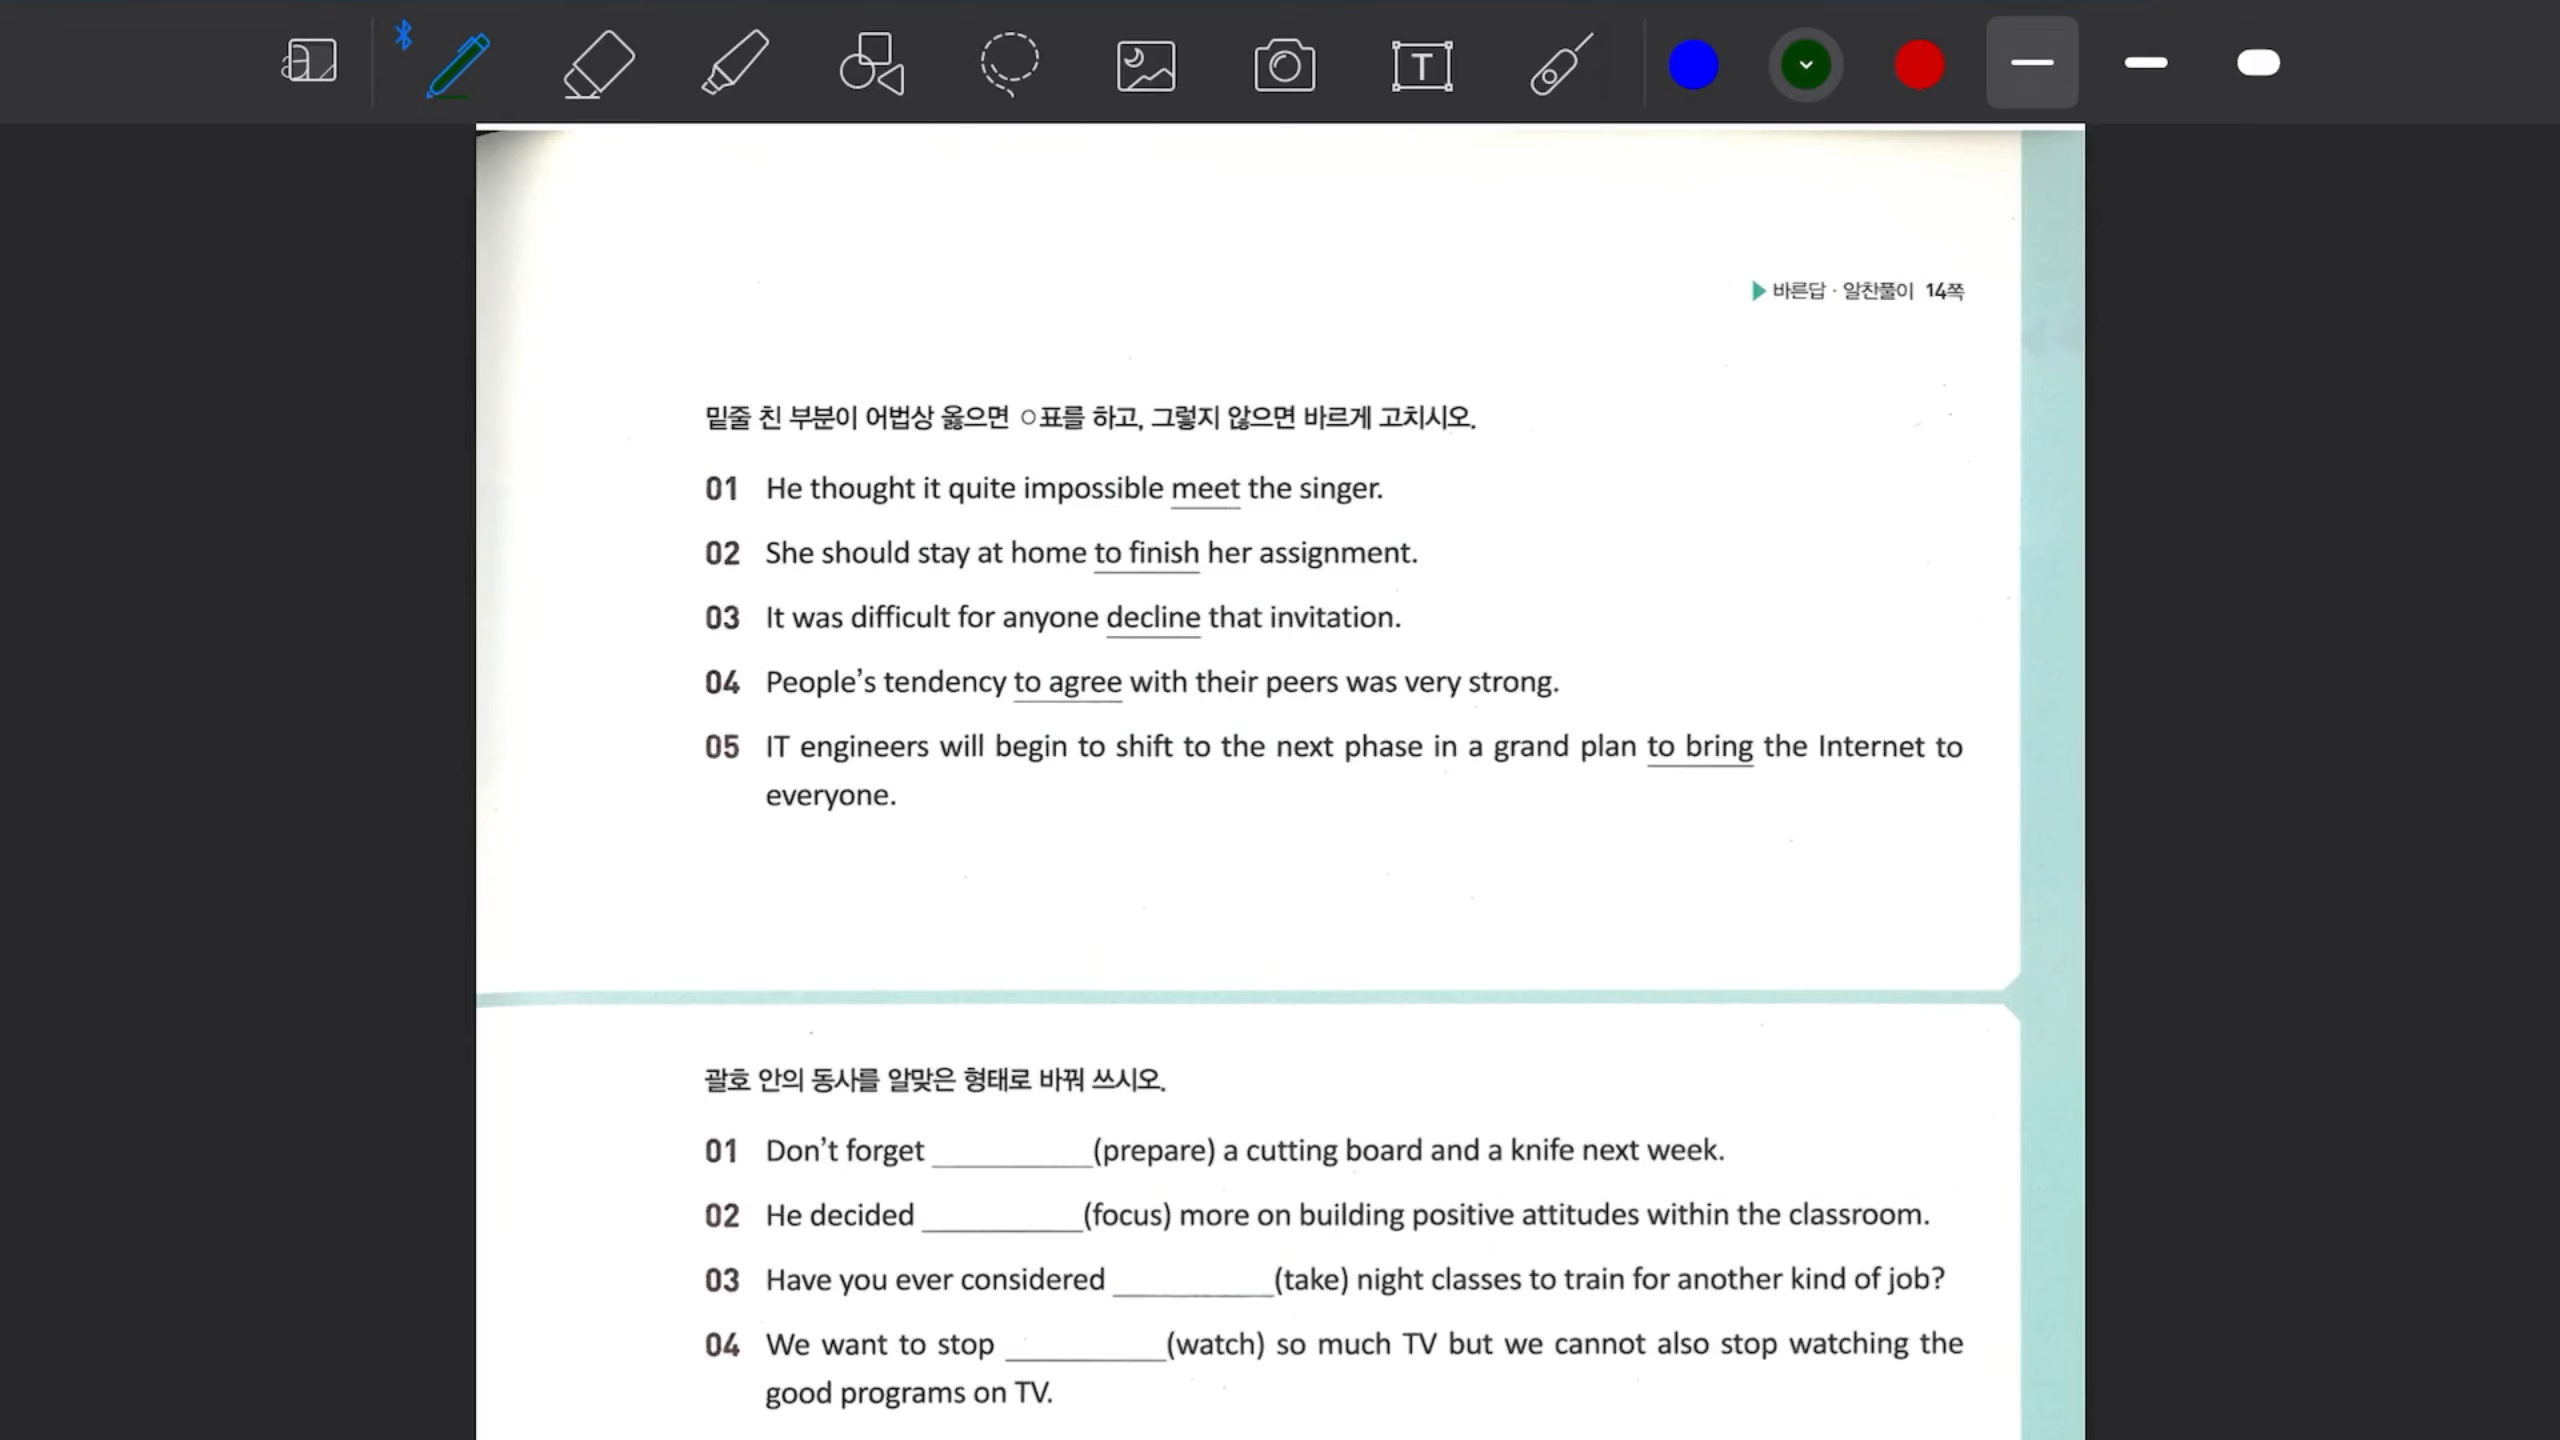 ▶ 바른답 · 알찬풀이 14쪽
밑줄 친 부분이 어법상 옳으면 ○표를 하고, 그렇지 않으면 바르게 고치시오.
01 He thought it quite impossible meet the singer.
02 She should stay at home to finish her assignment.
03 It was difficult for anyone decline that invitation.
04 People’s tendency to agree with their peers was very strong.
05 IT engineers will begin to shift to the next phase in a grand plan to bring the Internet to
everyone.
괄호 안의 동사를 알맞은 형태로 바꿔 쓰시오.
01 Don’t forget __________(prepare) a cutting board and a knife next week.
02 He decided __________(focus) more on building positive attitudes within the classroom.
03 Have you ever considered __________(take) night classes to train for another kind of job?
04 We want to stop __________(watch) so much TV but we cannot also stop watching the
good programs on TV.